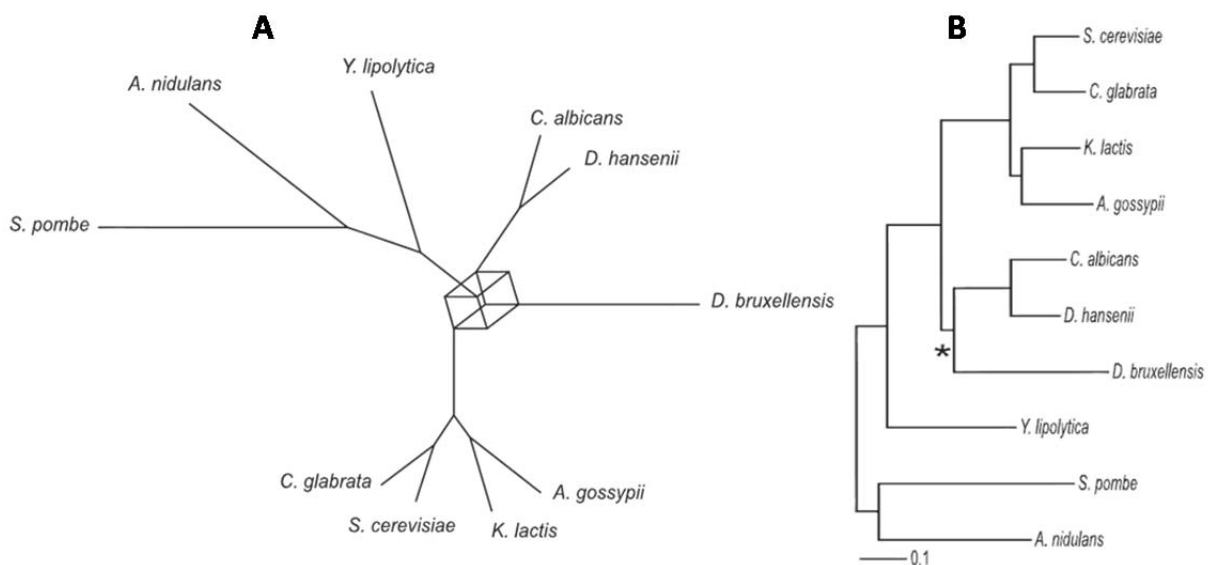 A
A. nidulans
Y. lipolytica
C. albicans
D. hansenii
S. pombe
D. bruxellensis
C. glabrata
S. cerevisiae
K. lactis
A. gossypii
B
S. cerevisiae
C. glabrata
K. lactis
A. gossypii
C. albicans
D. hansenii
*
D. bruxellensis
Y. lipolytica
S. pombe
A. nidulans
0.1